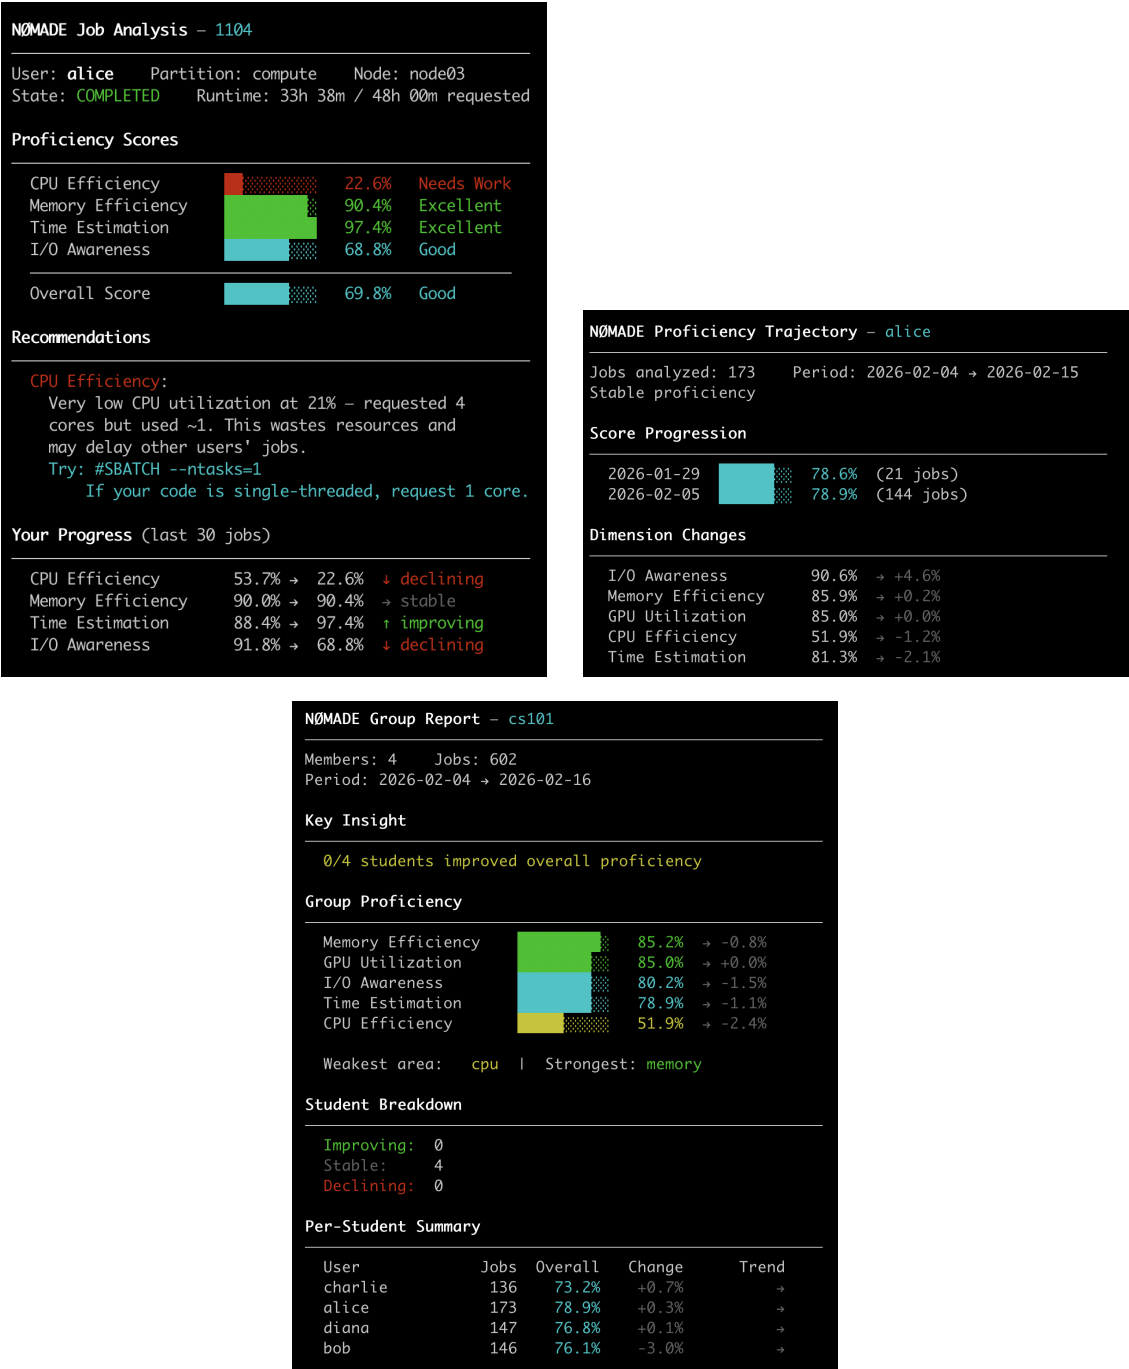 NØMADE Job Analysis — 1104
User: alice    Partition: compute    Node: node03
State: COMPLETED    Runtime: 33h 38m / 48h 00m requested
Proficiency Scores
CPU Efficiency    22.6%    Needs Work
Memory Efficiency    90.4%    Excellent
Time Estimation    97.4%    Excellent
I/O Awareness    68.8%    Good
Overall Score    69.8%    Good
Recommendations
CPU Efficiency:
Very low CPU utilization at 21% — requested 4
cores but used ~1. This wastes resources and
may delay other users' jobs.
Try: #SBATCH --ntasks=1
If your code is single-threaded, request 1 core.
Your Progress (last 30 jobs)
CPU Efficiency    53.7% →  22.6%  ↓ declining
Memory Efficiency    90.0% →  90.4%  → stable
Time Estimation    88.4% →  97.4%  ↑ improving
I/O Awareness    91.8% →  68.8%  ↓ declining
NØMADE Proficiency Trajectory — alice
Jobs analyzed: 173    Period: 2026-02-04 → 2026-02-15
Stable proficiency
Score Progression
2026-01-29    78.6%  (21 jobs)
2026-02-05    78.9%  (144 jobs)
Dimension Changes
I/O Awareness    90.6%  → +4.6%
Memory Efficiency    85.9%  → +0.2%
GPU Utilization    85.0%  → +0.0%
CPU Efficiency    51.9%  → -1.2%
Time Estimation    81.3%  → -2.1%
NØMADE Group Report — cs101
Members: 4    Jobs: 602
Period: 2026-02-04 → 2026-02-16
Key Insight
0/4 students improved overall proficiency
Group Proficiency
Memory Efficiency    85.2%  → -0.8%
GPU Utilization    85.0%  → +0.0%
I/O Awareness    80.2%  → -1.5%
Time Estimation    78.9%  → -1.1%
CPU Efficiency    51.9%  → -2.4%
Weakest area:   cpu  |  Strongest: memory
Student Breakdown
Improving:  0
Stable:  4
Declining:  0
Per-Student Summary
User    Jobs  Overall   Change    Trend
charlie    136    73.2%    +0.7%    →
alice    173    78.9%    +0.3%    →
diana    147    76.8%    +0.1%    →
bob    146    76.1%    -3.0%    →